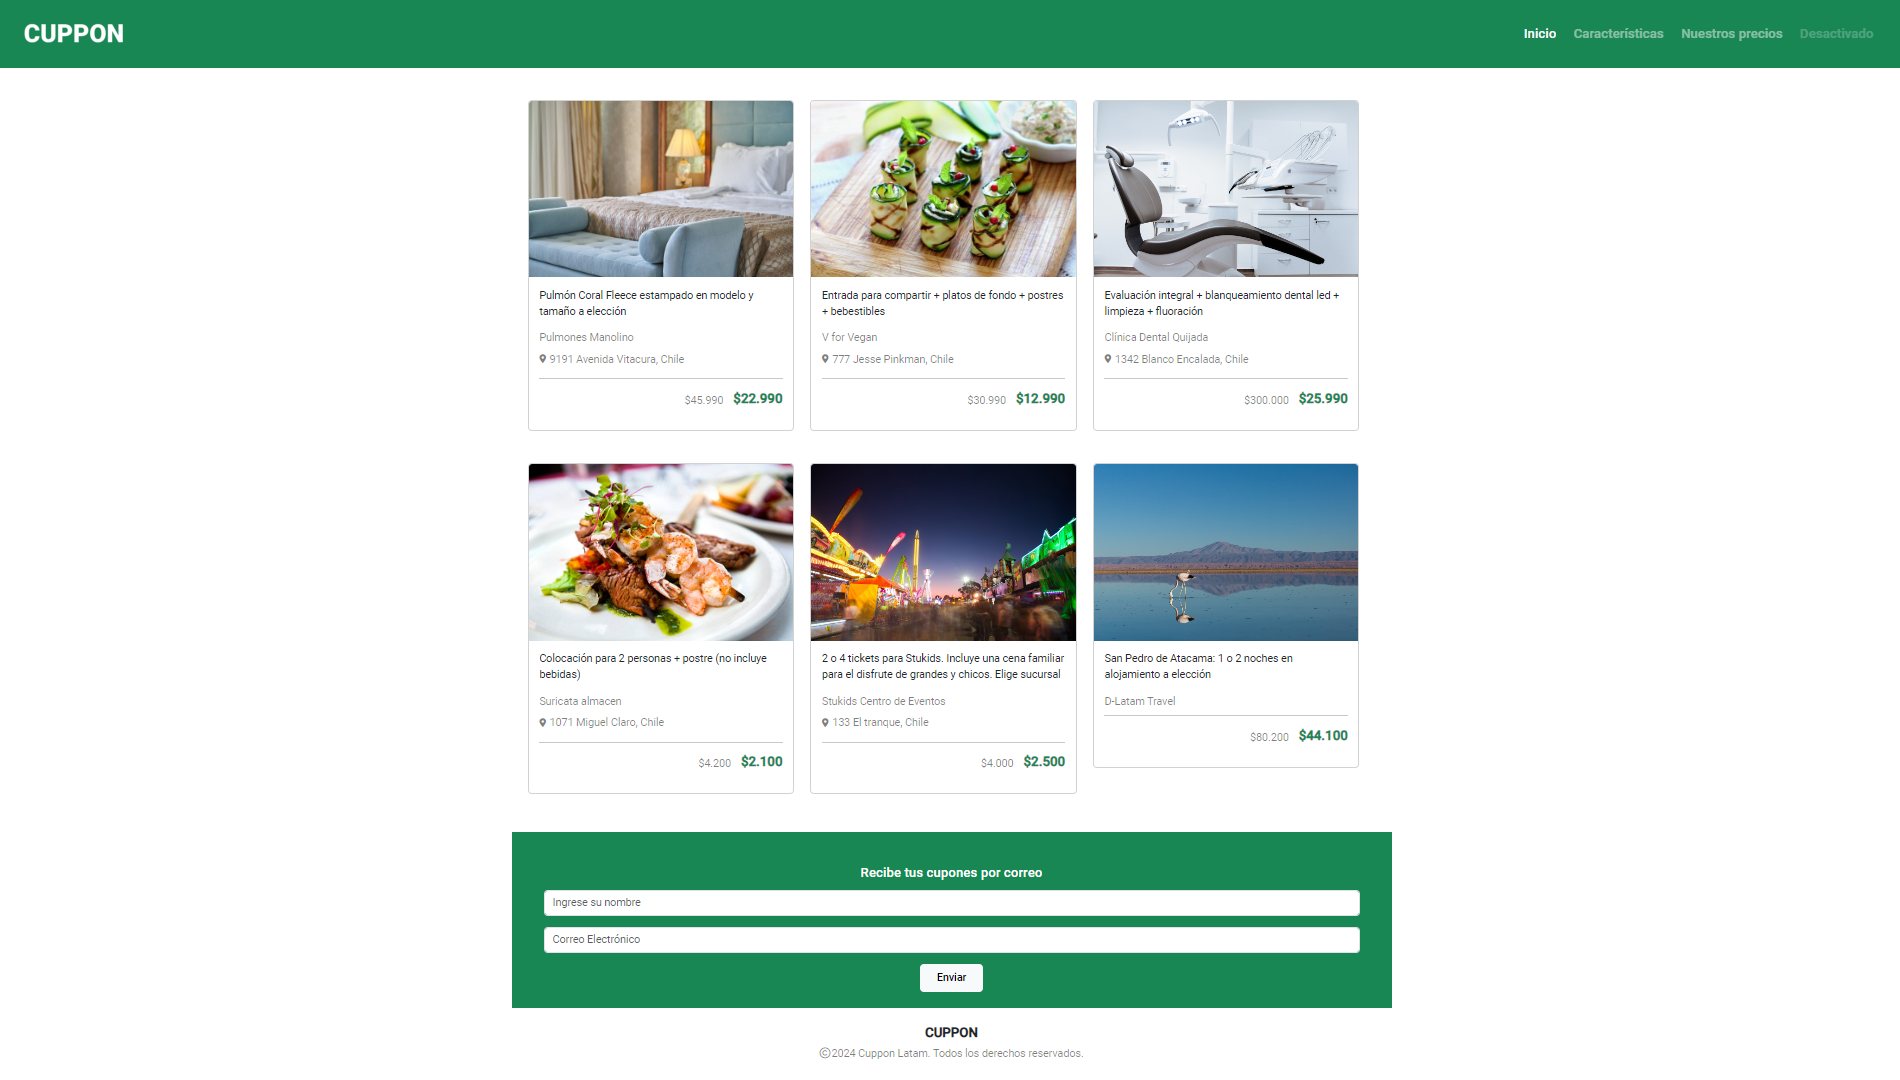 CUPPON
Inicio Características Nuestros precios Desactivado
Pulmón Coral Fleece estampado en modelo y
tamaño a elección
Pulmones Manolino
9191 Avenida Vitacura, Chile
$45.990 $22.990
Entrada para compartir + platos de fondo + postres
+ bebestibles
V for Vegan
777 Jesse Pinkman, Chile
$30.990 $12.990
Evaluación integral + blanqueamiento dental led +
limpieza + fluoración
Clínica Dental Quijada
1342 Blanco Encalada, Chile
$300.000 $25.990
Colocación para 2 personas + postre (no incluye
bebidas)
Suricata almacen
1071 Miguel Claro, Chile
$4.200 $2.100
2 o 4 tickets para Stukids. Incluye una cena familiar
para el disfrute de grandes y chicos. Elige sucursal
Stukids Centro de Eventos
133 El tranque, Chile
$4.000 $2.500
San Pedro de Atacama: 1 o 2 noches en
alojamiento a elección
D-Latam Travel
$80.200 $44.100
Recibe tus cupones por correo
Ingrese su nombre
Correo Electrónico
Enviar
CUPPON
©2024 Cuppon Latam. Todos los derechos reservados.